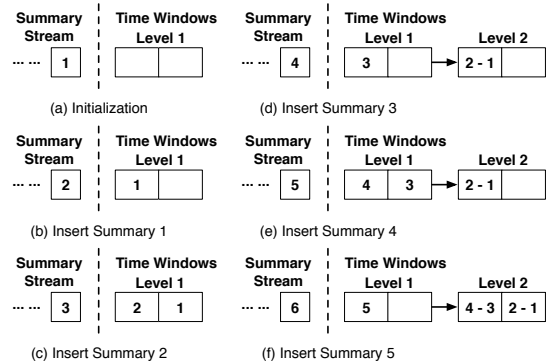 Summary Stream
Time Windows
Level 1
... ...
1
(a) Initialization
Summary Stream
Time Windows
Level 1
... ...
2
1
(b) Insert Summary 1
Summary Stream
Time Windows
Level 1
... ...
3
2 1
(c) Insert Summary 2
Summary Stream
Time Windows
Level 1 Level 2
... ...
4
3 2 - 1
(d) Insert Summary 3
Summary Stream
Time Windows
Level 1 Level 2
... ...
5
4 3 2 - 1
(e) Insert Summary 4
Summary Stream
Time Windows
Level 1 Level 2
... ...
6
5 4 - 3 2 - 1
(f) Insert Summary 5